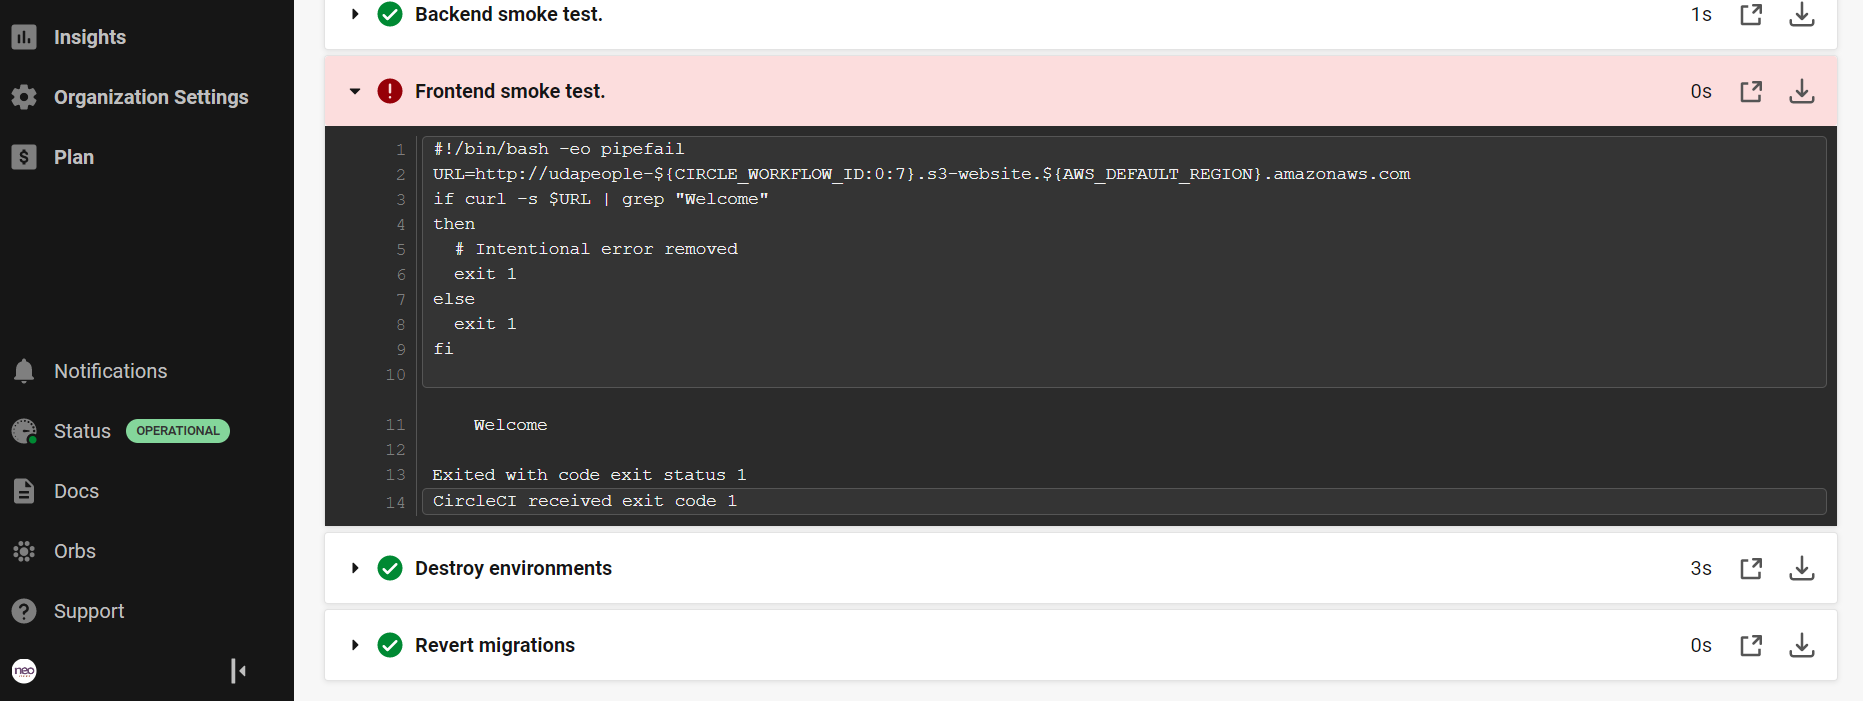 Insights
Organization Settings
Plan
Notifications
Status OPERATIONAL
Docs
Orbs
Support
neo
Backend smoke test. 1s
Frontend smoke test. 0s
1 #!/bin/bash -eo pipefail
2 URL=http://udapeople-${CIRCLE_WORKFLOW_ID:0:7}.s3-website.${AWS_DEFAULT_REGION}.amazonaws.com
3 if curl -s $URL | grep "Welcome"
4 then
5 # Intentional error removed
6 exit 1
7 else
8 exit 1
9 fi
10
11 Welcome
12
13 Exited with code exit status 1
14 CircleCI received exit code 1
Destroy environments 3s
Revert migrations 0s